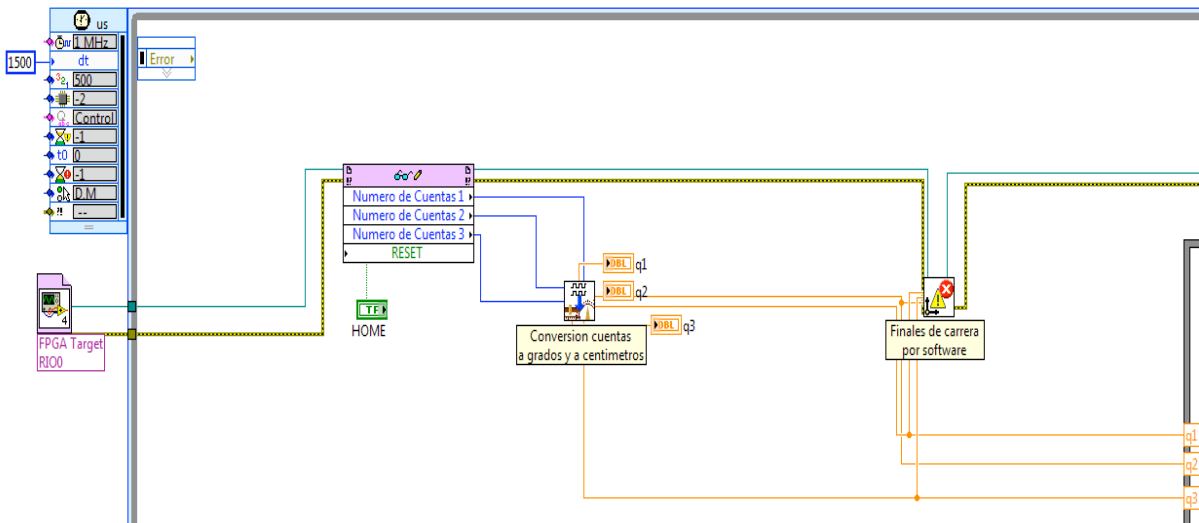 us
1 MHz
1500
dt
500
-2
Control
-1
t0
0
-1
D.M
--
Error
Numero de Cuentas 1
Numero de Cuentas 2
Numero de Cuentas 3
RESET
TF
HOME
4
FPGA Target
RIO0
DBL
q1
DBL
q2
DBL
q3
Conversion cuentas
a grados y a centimetros
Finales de carrera
por software
q1
q2
q3